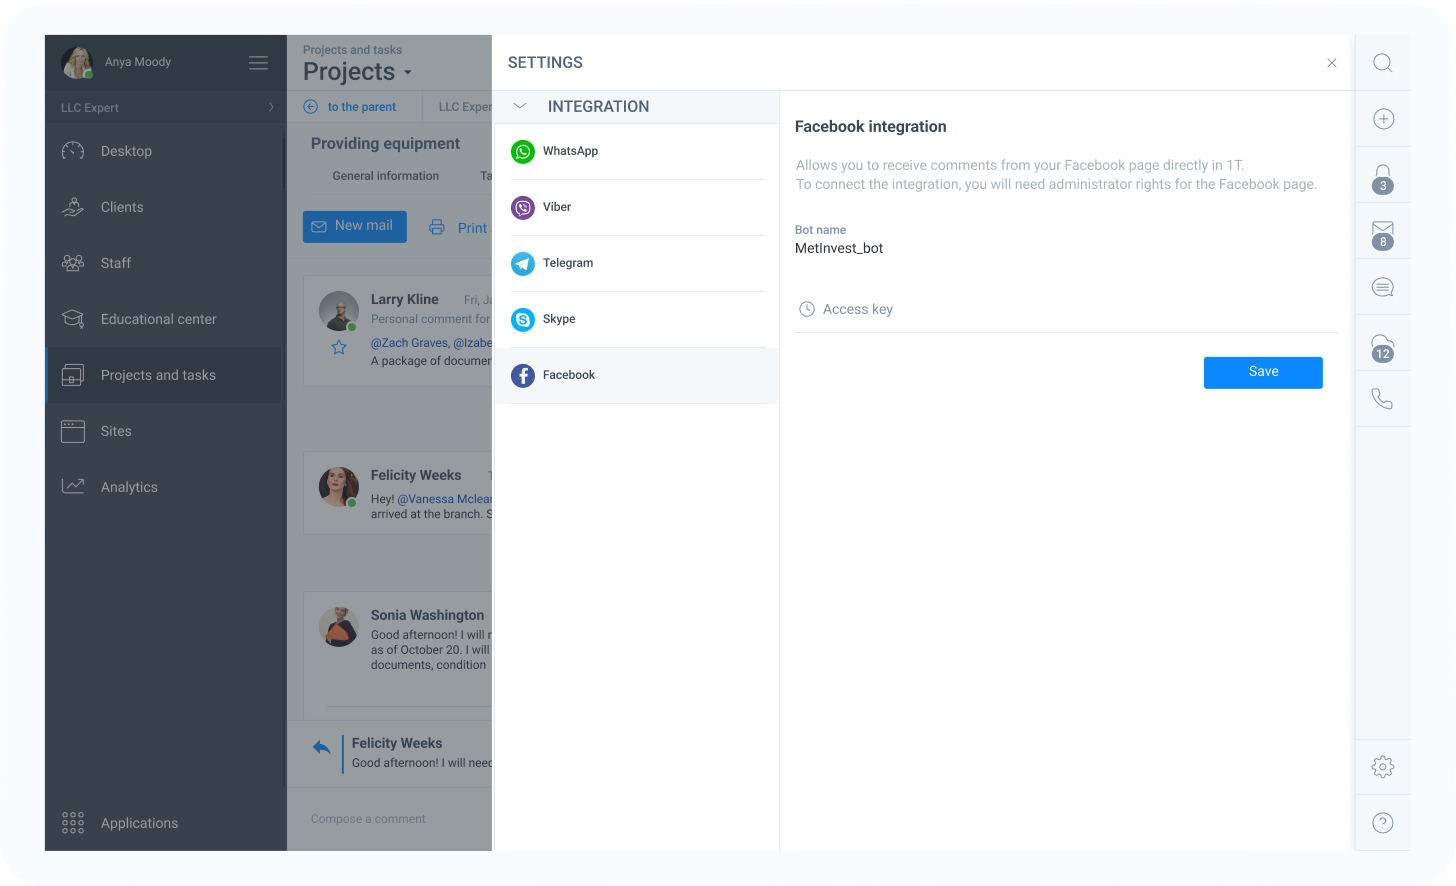 Anya Moody
LLC Expert
Desktop
Clients
Staff
Educational center
Projects and tasks
Sites
Analytics
Applications
Projects and tasks
Projects
to the parent
LLC Exper
Providing equipment
General information
Ta
New mail
Print
Larry Kline
Fri, Ju
Personal comment for
@Zach Graves, @Izabe
A package of documen
Felicity Weeks
Hey! @Vanessa Mclear
arrived at the branch. S
Sonia Washington
Good afternoon! I will r
as of October 20. I will
documents, condition
Felicity Weeks
Good afternoon! I will need
Compose a comment
SETTINGS
INTEGRATION
WhatsApp
Viber
Telegram
Skype
Facebook
Facebook integration
Allows you to receive comments from your Facebook page directly in 1T.
To connect the integration, you will need administrator rights for the Facebook page.
Bot name
MetInvest_bot
Access key
Save
3
8
12